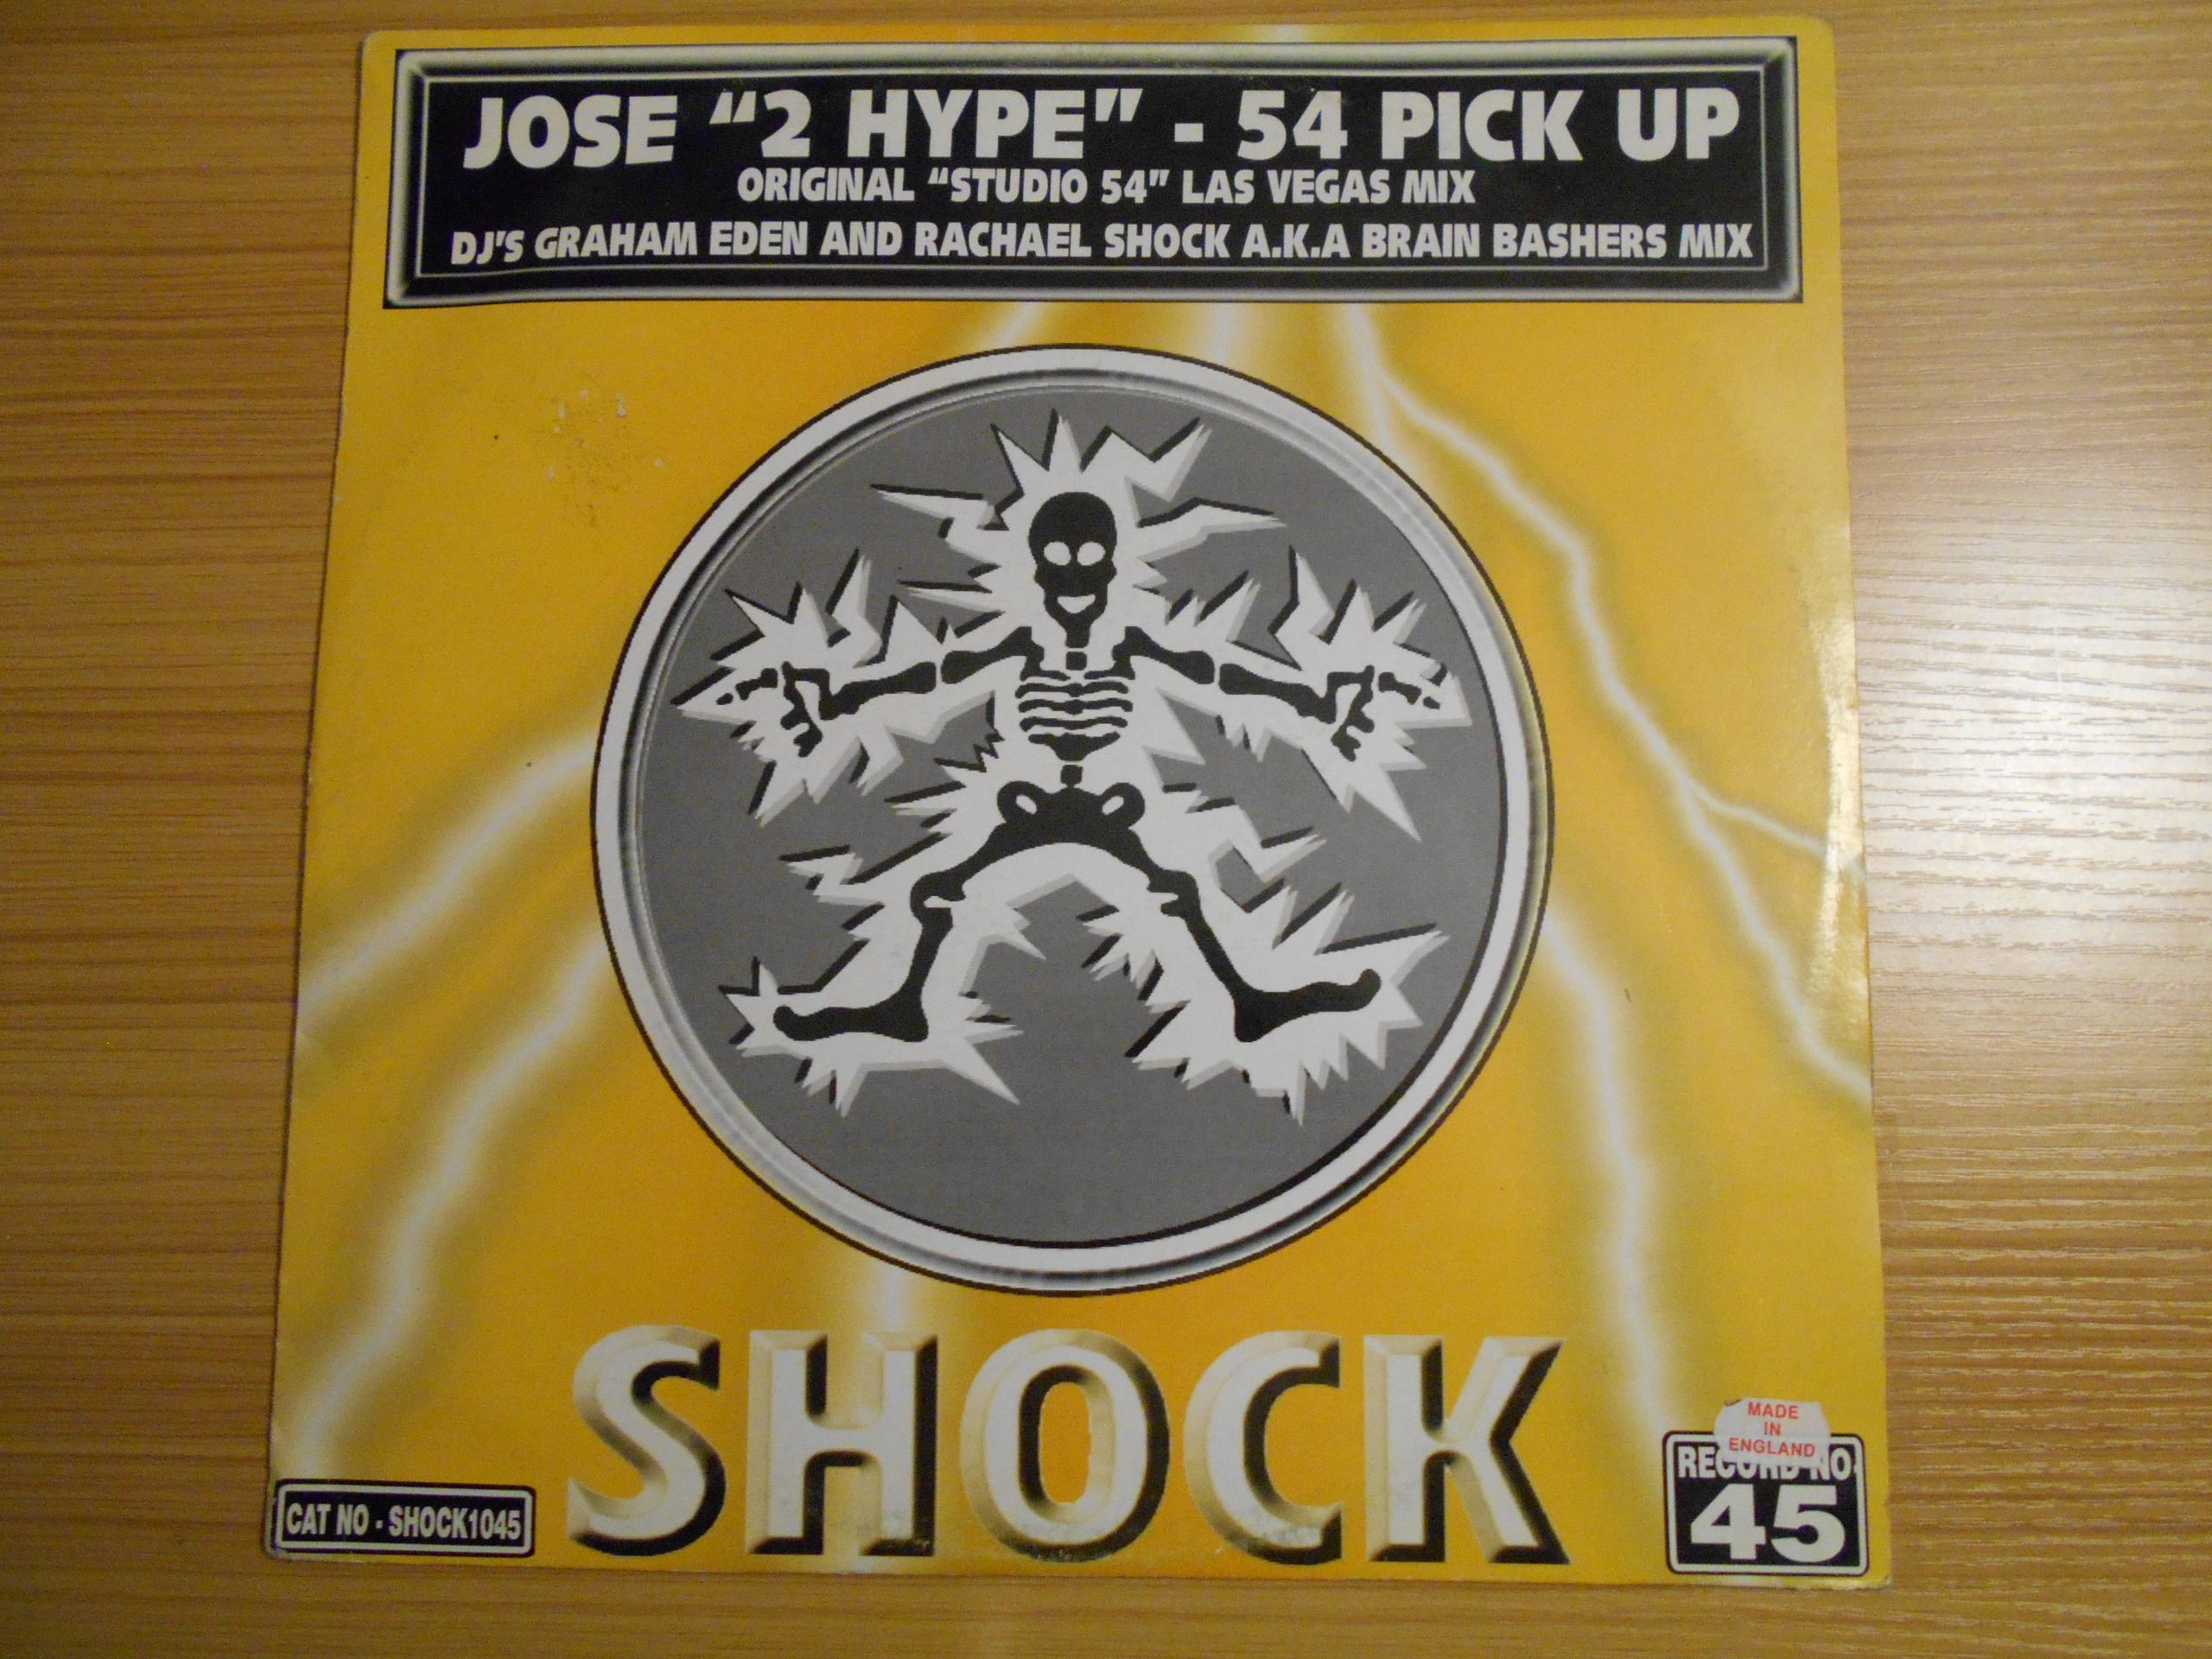 JOSE “2 HYPE” - 54 PICK UP
ORIGINAL “STUDIO 54” LAS VEGAS MIX
DJ'S GRAHAM EDEN AND RACHAEL SHOCK A.K.A BRAIN BASHERS MIX
SHOCK
CAT NO - SHOCK1045
MADE
IN
ENGLAND
RECORD NO
45